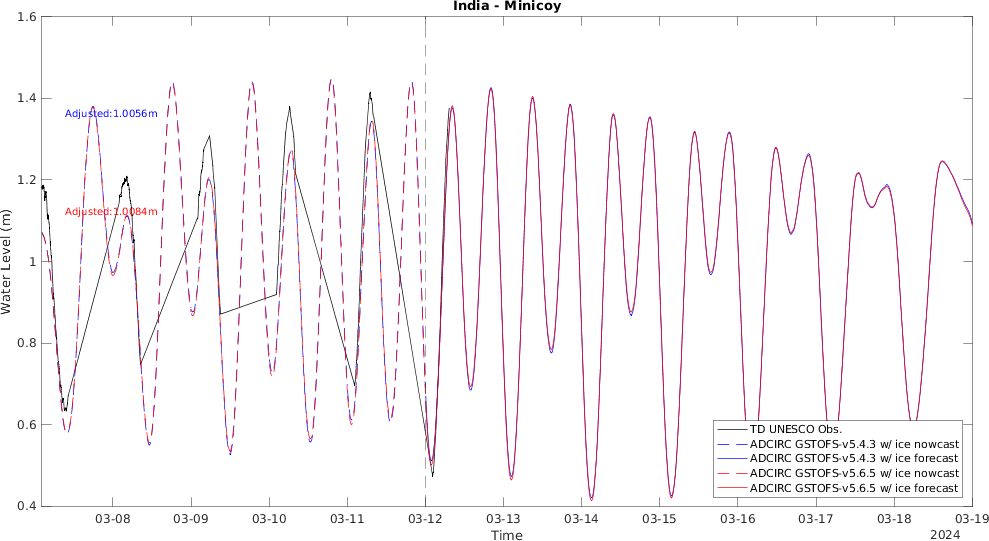 India - Minicoy
1.6
1.4
1.2
1
0.8
0.6
0.4
Water Level (m)
Adjusted:1.0056m
Adjusted:1.0084m
TD UNESCO Obs.
ADCIRC GSTOFS-v5.4.3 w/ ice nowcast
ADCIRC GSTOFS-v5.4.3 w/ ice forecast
ADCIRC GSTOFS-v5.6.5 w/ ice nowcast
ADCIRC GSTOFS-v5.6.5 w/ ice forecast
03-08 03-09 03-10 03-11 03-12 03-13 03-14 03-15 03-16 03-17 03-18 03-19
Time
2024